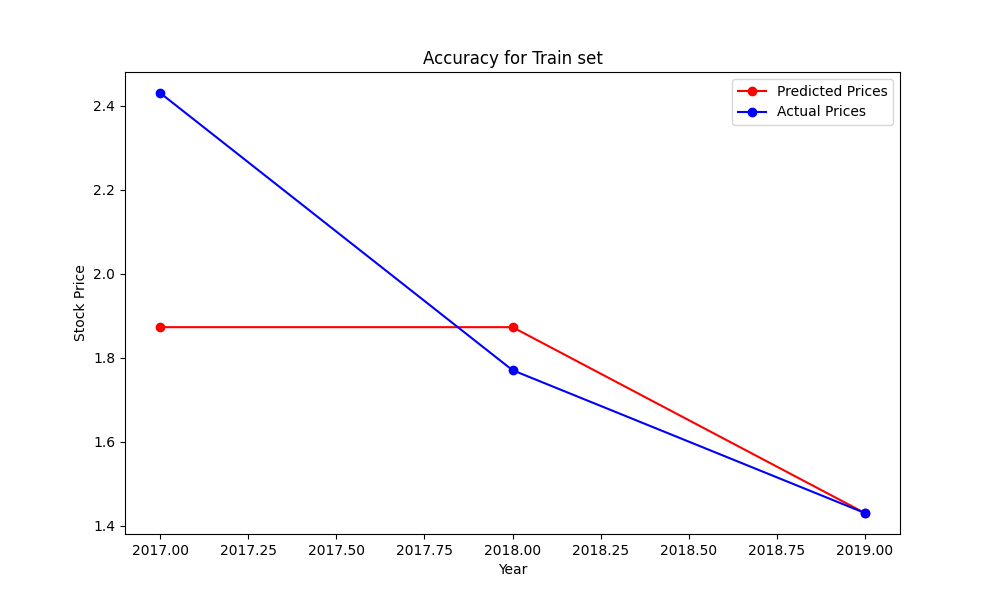 Accuracy for Train set
Predicted Prices
Actual Prices
2.4
2.2
2.0
1.8
1.6
1.4
Stock Price
2017.00 2017.25 2017.50 2017.75 2018.00 2018.25 2018.50 2018.75 2019.00
Year